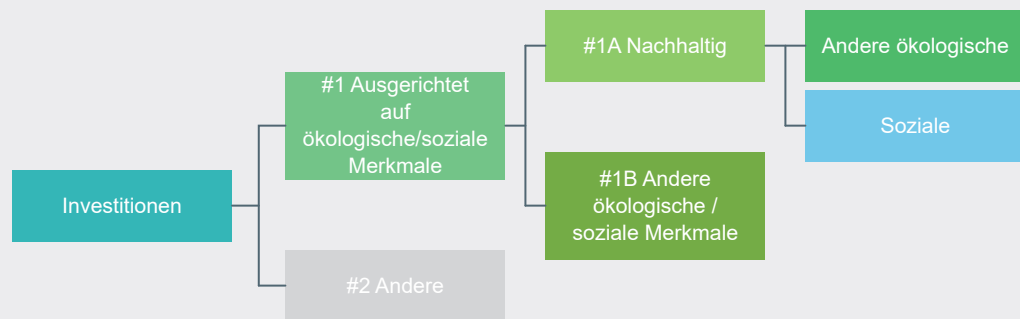 Investitionen
#1 Ausgerichtet
auf
ökologische/soziale
Merkmale
#2 Andere
#1A Nachhaltig
#1B Andere
ökologische /
soziale Merkmale
Andere ökologische
Soziale